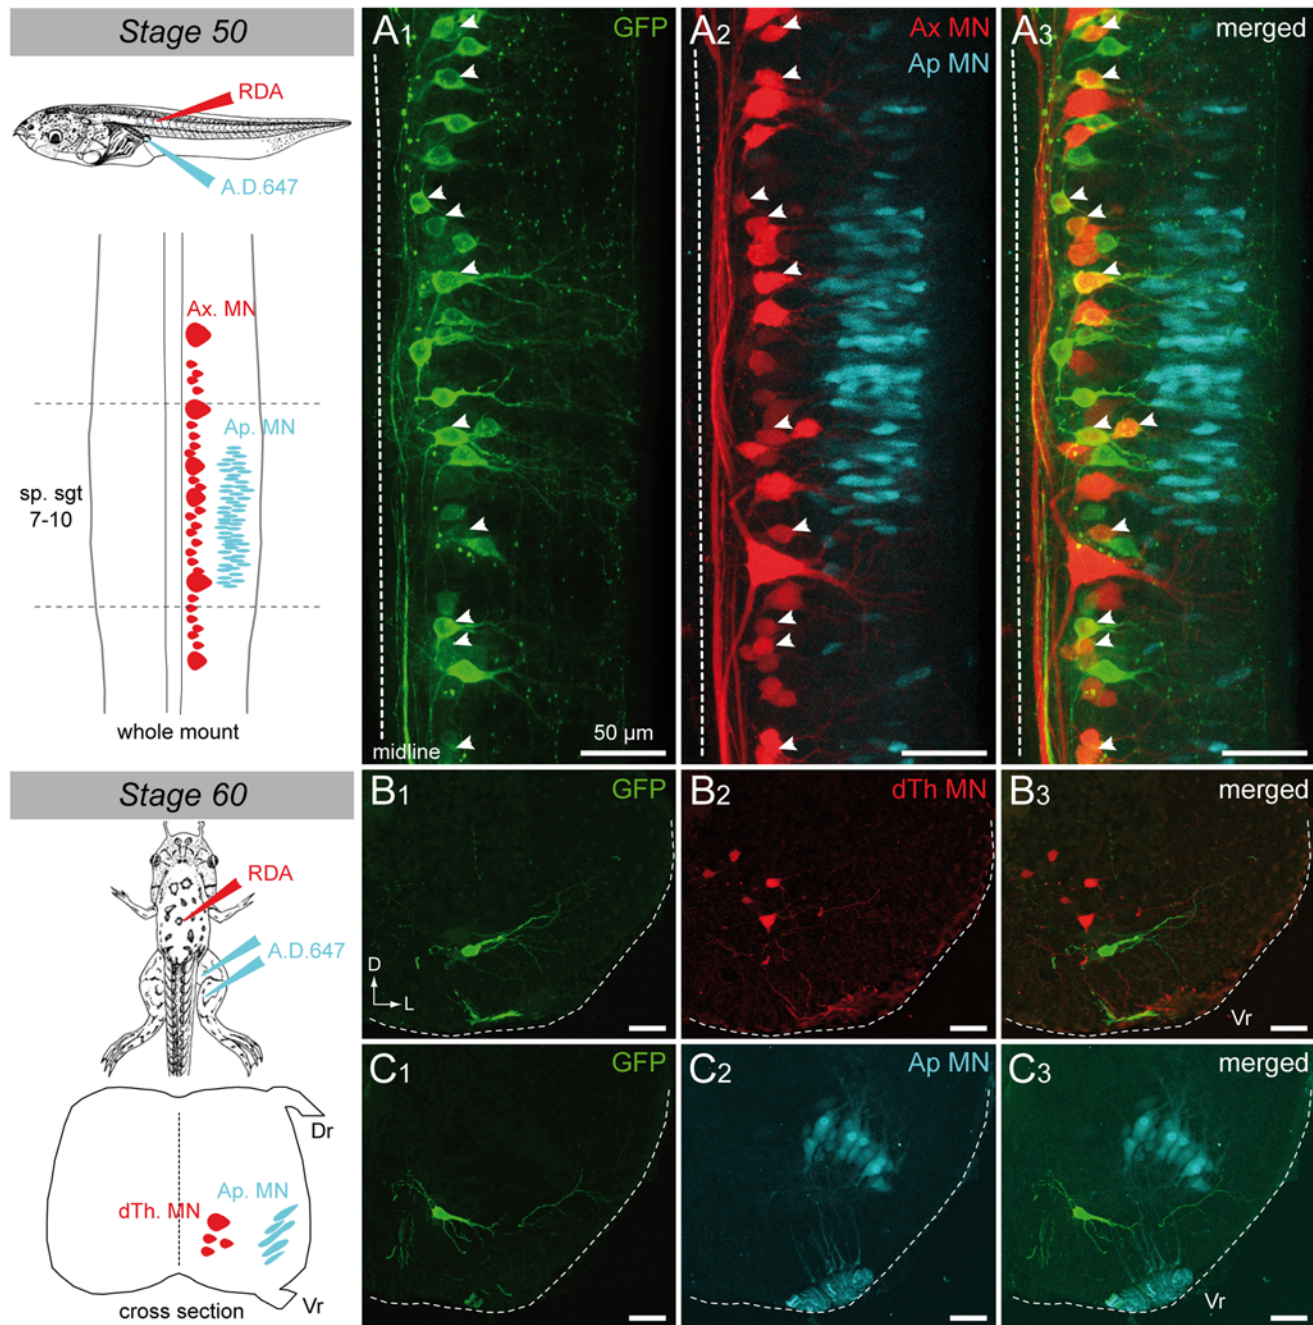 Stage 50
RDA
A.D.647
Ax. MN
Ap. MN
sp. sgt
7-10
whole mount
A1
GFP
midline
50 µm
A2
Ax MN
Ap MN
A3
merged
Stage 60
RDA
A.D.647
Dr
Ap. MN
dTh. MN
Vr
cross section
B1
GFP
D
L
B2
dTh MN
B3
merged
Vr
C1
GFP
C2
Ap MN
C3
merged
Vr